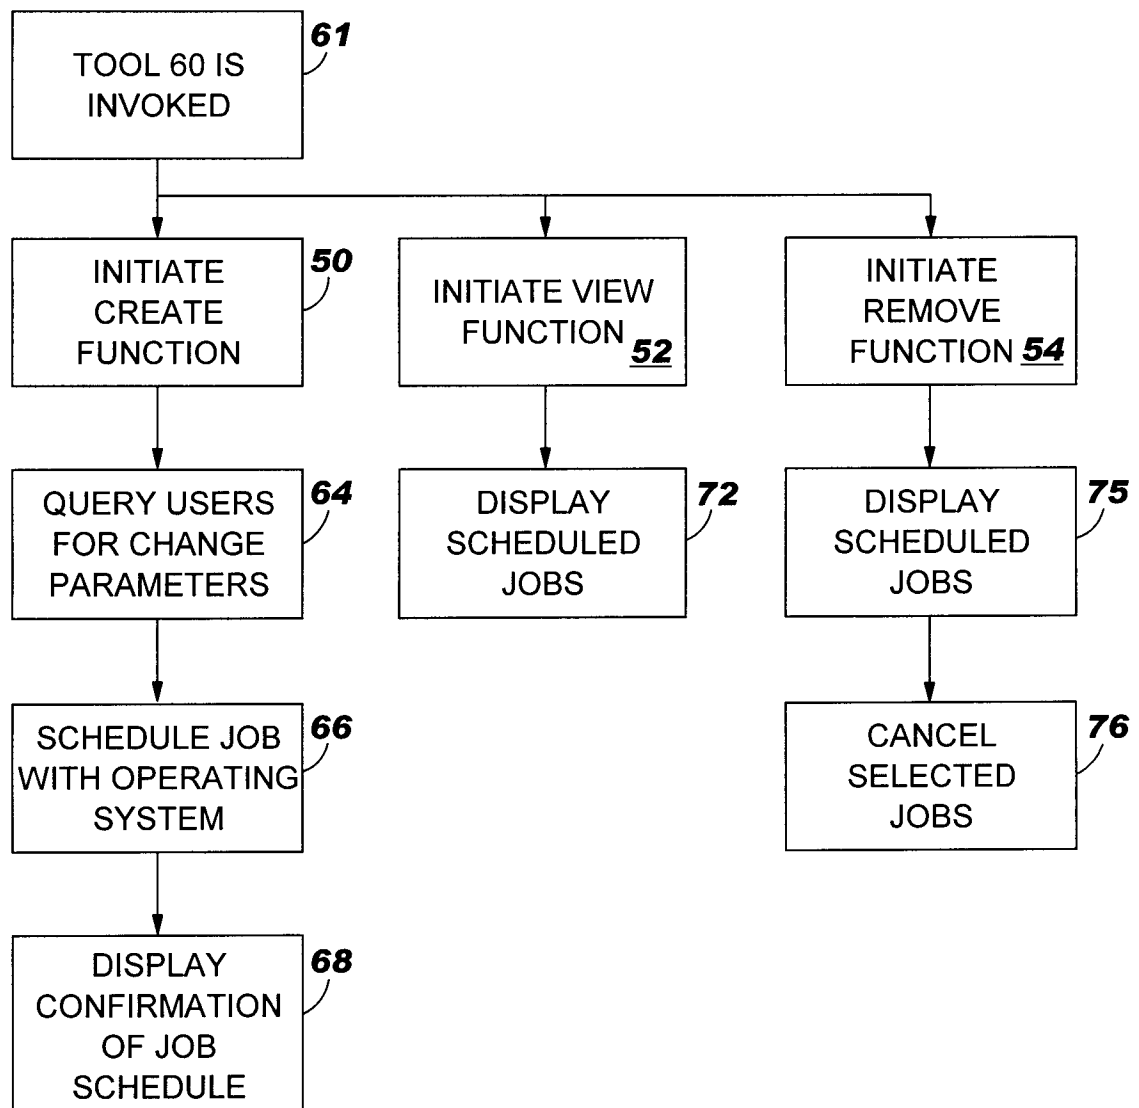 TOOL 60 IS
INVOKED
61
INITIATE
CREATE
FUNCTION
50
INITIATE VIEW
FUNCTION
52
INITIATE
REMOVE
FUNCTION 54
QUERY USERS
FOR CHANGE
PARAMETERS
64
DISPLAY
SCHEDULED
JOBS
72
DISPLAY
SCHEDULED
JOBS
75
SCHEDULE JOB
WITH OPERATING
SYSTEM
66
CANCEL
SELECTED
JOBS
76
DISPLAY
CONFIRMATION
OF JOB
SCHEDULE
68